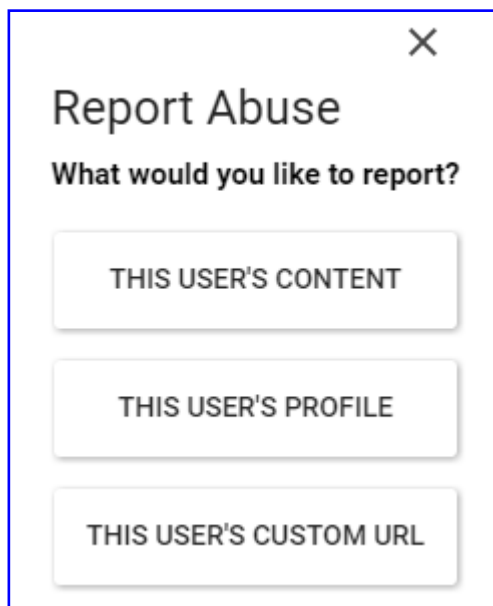 Report Abuse
What would you like to report?
THIS USER'S CONTENT
THIS USER'S PROFILE
THIS USER'S CUSTOM URL